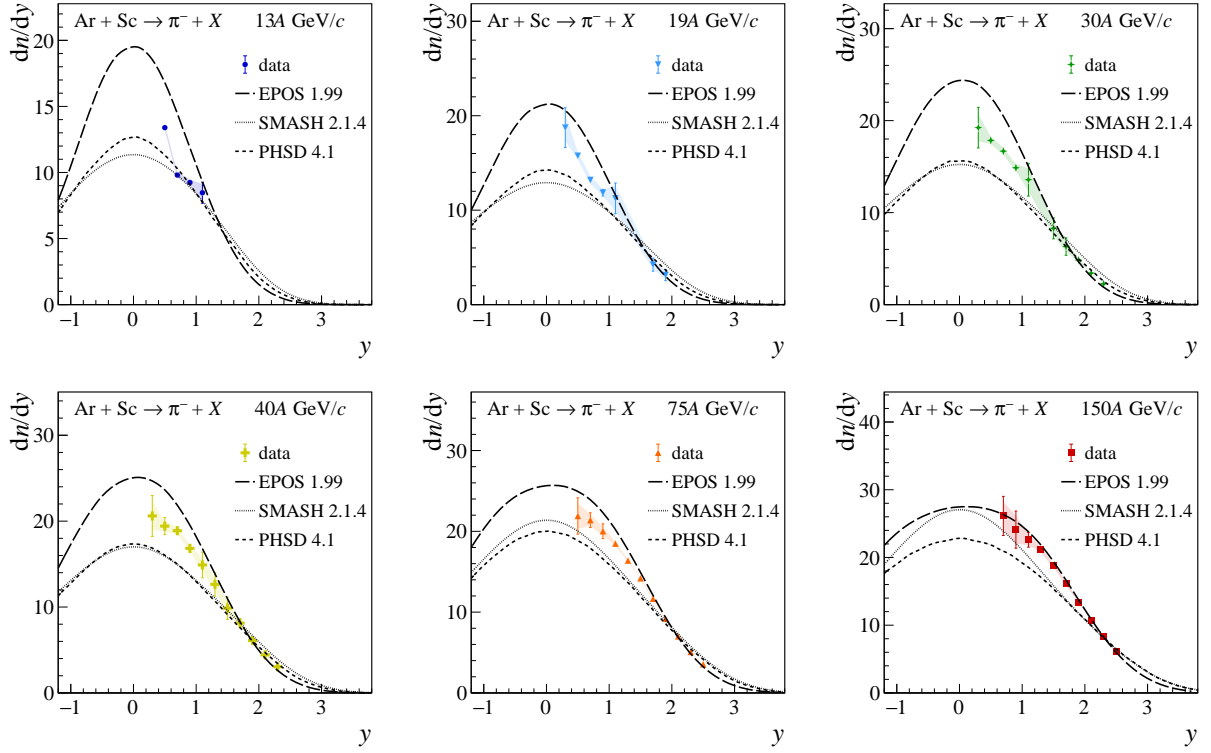 dn/dy
Ar + Sc → π⁻ + X 13A GeV/c
data
EPOS 1.99
SMASH 2.1.4
PHSD 4.1
20
15
10
5
0
−1 0 1 2 3
y
dn/dy
Ar + Sc → π⁻ + X 19A GeV/c
data
EPOS 1.99
SMASH 2.1.4
PHSD 4.1
30
20
10
0
−1 0 1 2 3
y
dn/dy
Ar + Sc → π⁻ + X 30A GeV/c
data
EPOS 1.99
SMASH 2.1.4
PHSD 4.1
30
20
10
0
−1 0 1 2 3
y
dn/dy
Ar + Sc → π⁻ + X 40A GeV/c
data
EPOS 1.99
SMASH 2.1.4
PHSD 4.1
30
20
10
0
−1 0 1 2 3
y
dn/dy
Ar + Sc → π⁻ + X 75A GeV/c
data
EPOS 1.99
SMASH 2.1.4
PHSD 4.1
30
20
10
0
−1 0 1 2 3
y
dn/dy
Ar + Sc → π⁻ + X 150A GeV/c
data
EPOS 1.99
SMASH 2.1.4
PHSD 4.1
40
30
20
10
0
−1 0 1 2 3
y